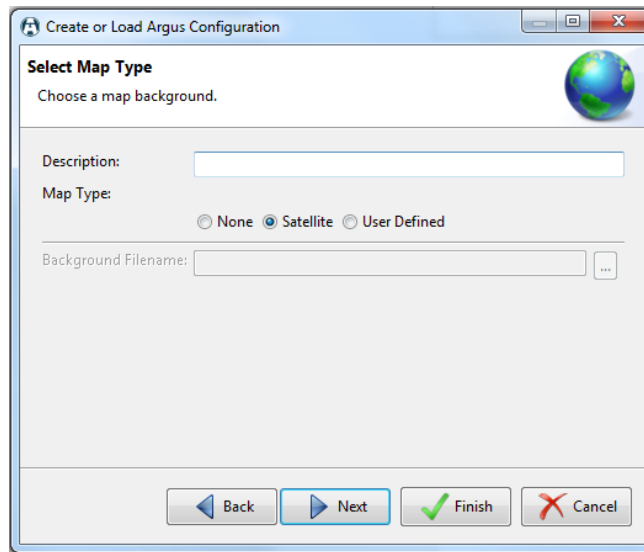 Create or Load Argus Configuration
Select Map Type
Choose a map background.
Description:
Map Type:
None Satellite User Defined
Background Filename: ...
Back Next Finish Cancel